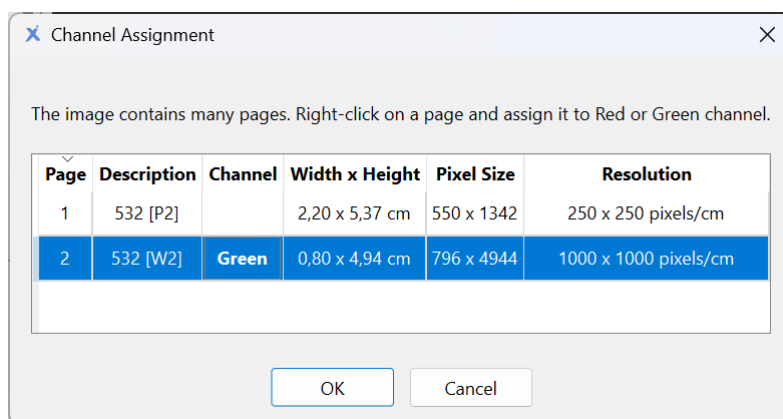 Channel Assignment
The image contains many pages. Right-click on a page and assign it to Red or Green channel.
Page Description Channel Width x Height Pixel Size Resolution
1 532 [P2] 2,20 x 5,37 cm 550 x 1342 250 x 250 pixels/cm
2 532 [W2] Green 0,80 x 4,94 cm 796 x 4944 1000 x 1000 pixels/cm
OK Cancel